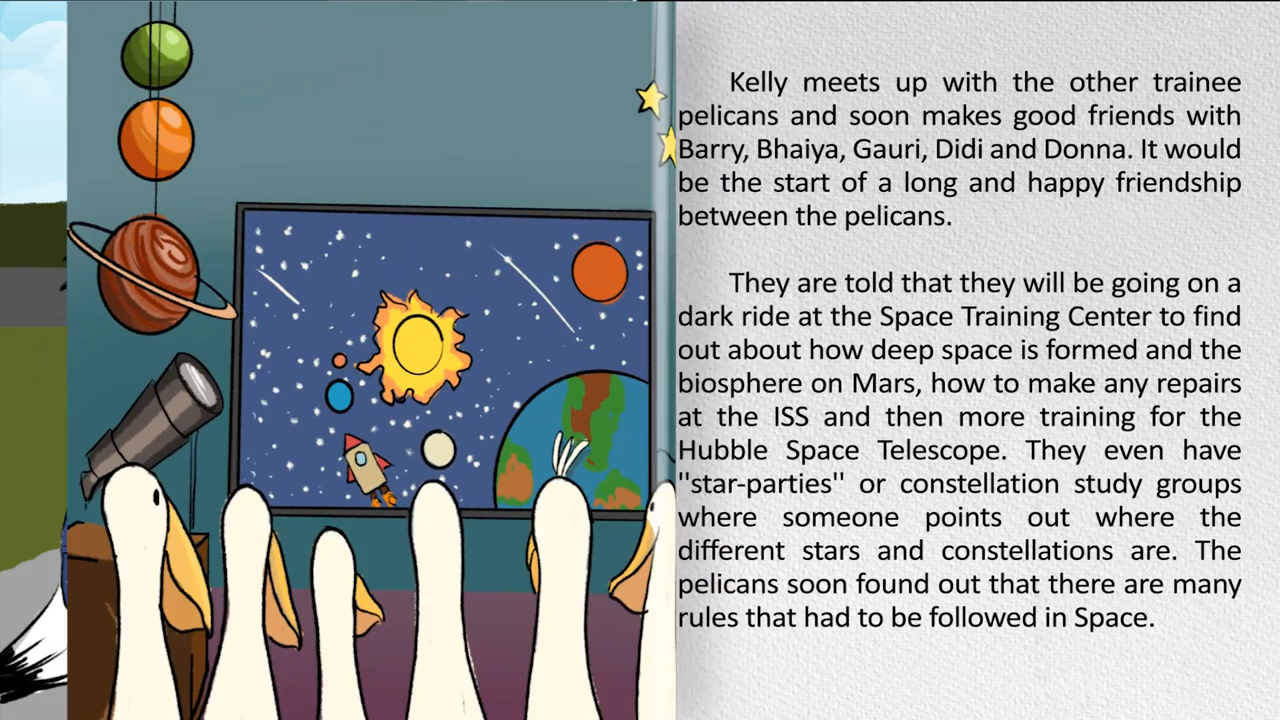 Kelly meets up with the other trainee
pelicans and soon makes good friends with
Barry, Bhaiya, Gauri, Didi and Donna. It would
be the start of a long and happy friendship
between the pelicans.
They are told that they will be going on a
dark ride at the Space Training Center to find
out about how deep space is formed and the
biosphere on Mars, how to make any repairs
at the ISS and then more training for the
Hubble Space Telescope. They even have
"star-parties" or constellation study groups
where someone points out where the
different stars and constellations are. The
pelicans soon found out that there are many
rules that had to be followed in Space.